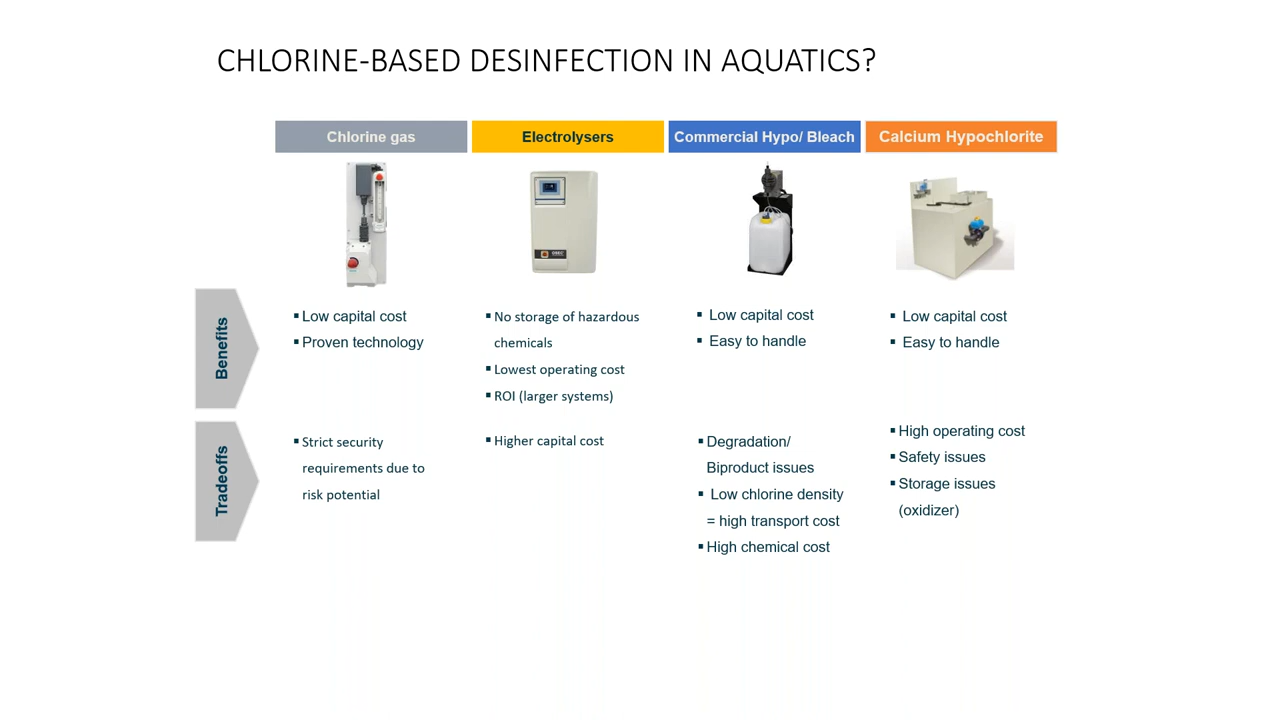 CHLORINE-BASED DESINFECTION IN AQUATICS?
Chlorine gas
Electrolysers
Commercial Hypo/ Bleach
Calcium Hypochlorite
Benefits
▪ Low capital cost
▪ Proven technology
▪ No storage of hazardous
chemicals
▪ Lowest operating cost
▪ ROI (larger systems)
▪ Low capital cost
▪ Easy to handle
▪ Low capital cost
▪ Easy to handle
Tradeoffs
▪ Strict security
requirements due to
risk potential
▪ Higher capital cost
▪ Degradation/
Biproduct issues
▪ Low chlorine density
= high transport cost
▪ High chemical cost
▪ High operating cost
▪ Safety issues
▪ Storage issues
(oxidizer)